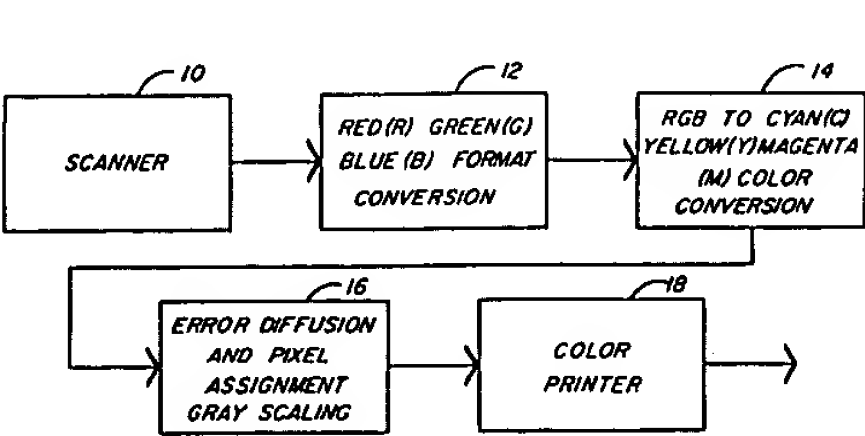 10
SCANNER
12
RED(R) GREEN(G)
BLUE(B) FORMAT
CONVERSION
14
RGB TO CYAN(C)
YELLOW(Y)MAGENTA
(M) COLOR
CONVERSION
16
ERROR DIFFUSION
AND PIXEL
ASSIGNMENT
GRAY SCALING
18
COLOR
PRINTER